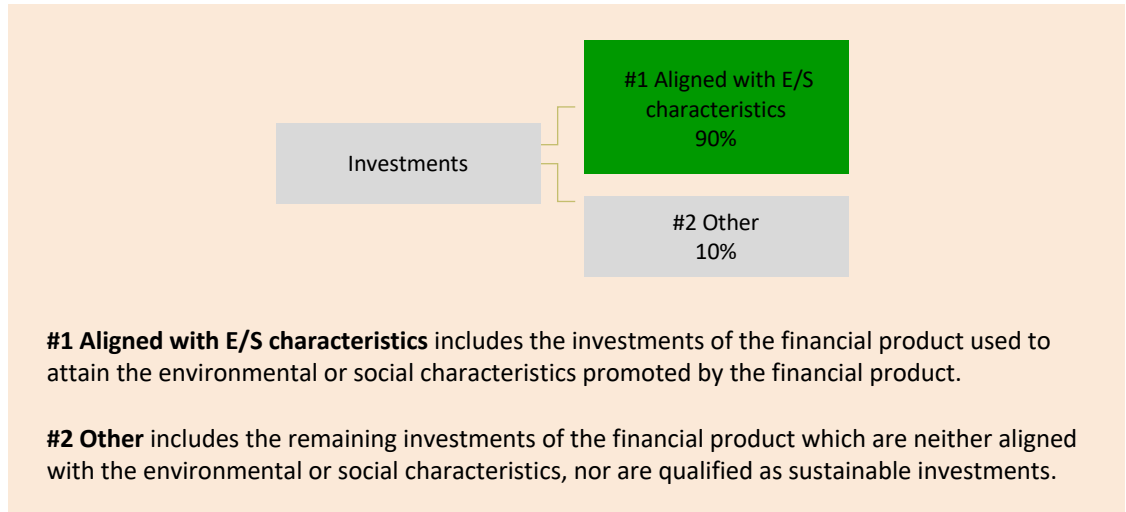 #1 Aligned with E/S
characteristics
90%
Investments
#2 Other
10%
#1 Aligned with E/S characteristics includes the investments of the financial product used to
attain the environmental or social characteristics promoted by the financial product.
#2 Other includes the remaining investments of the financial product which are neither aligned
with the environmental or social characteristics, nor are qualified as sustainable investments.